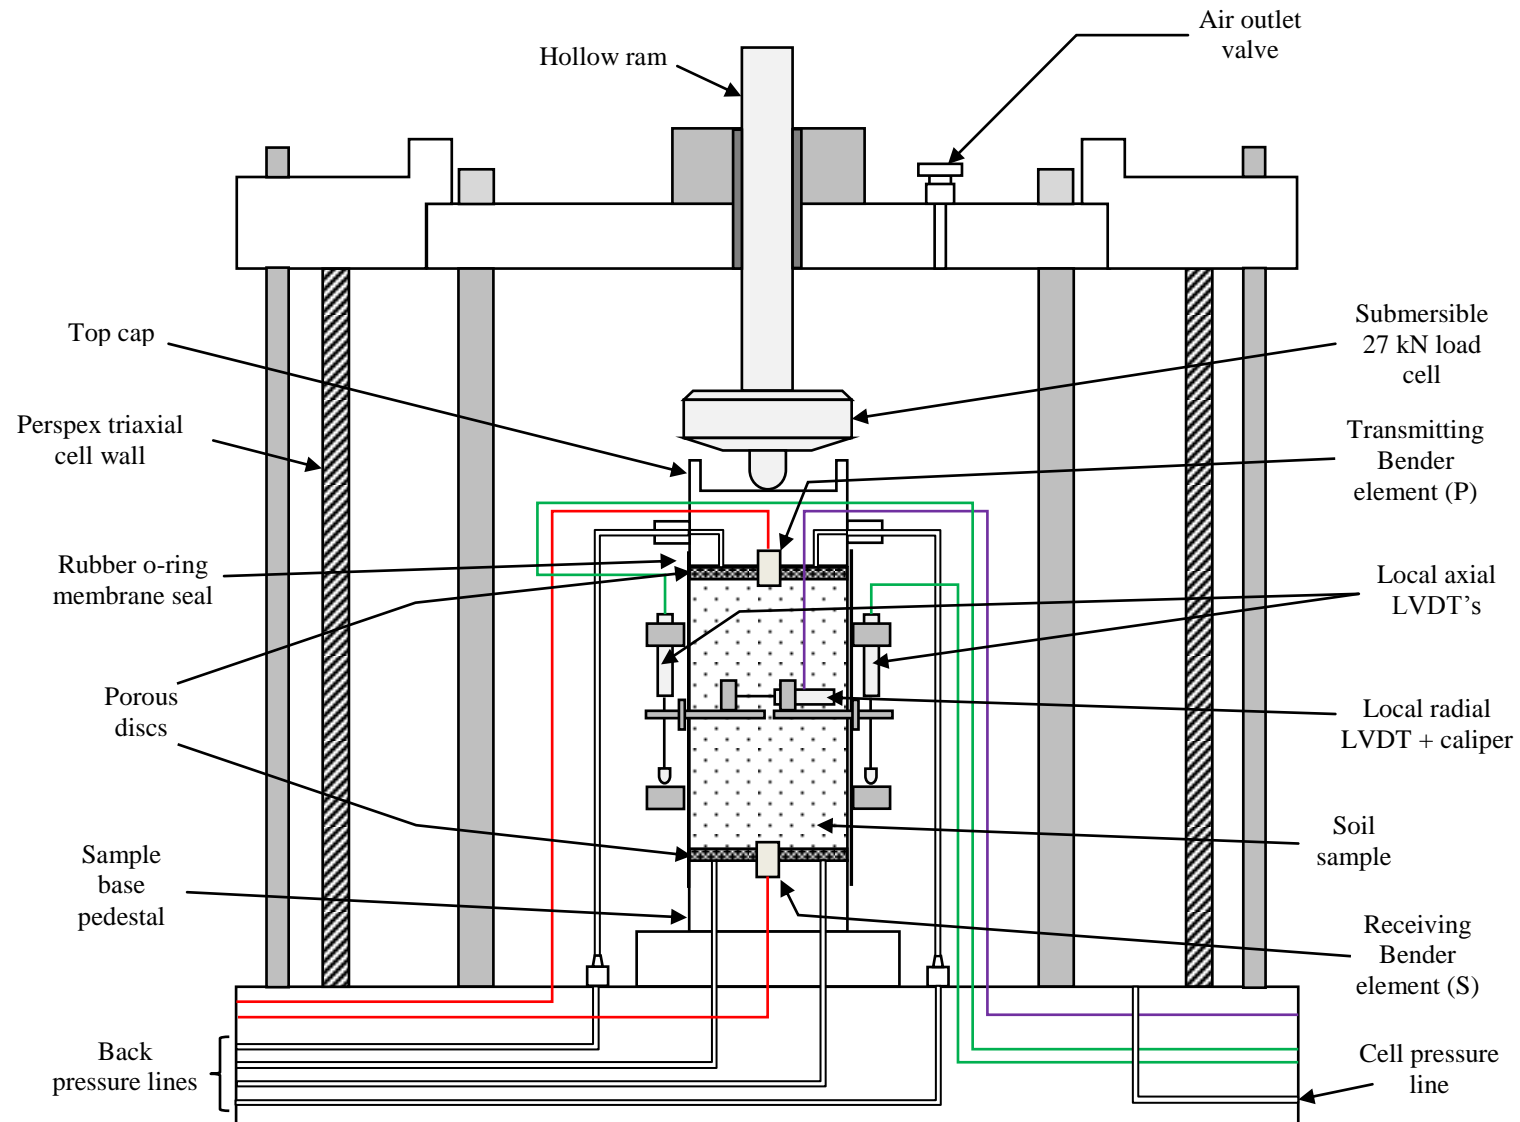 Air outlet
valve
Hollow ram
Top cap
Submersible
27 kN load
cell
Perspex triaxial
cell wall
Transmitting
Bender
element (P)
Rubber o-ring
membrane seal
Local axial
LVDT’s
Porous
discs
Local radial
LVDT + caliper
Soil
sample
Sample
base
pedestal
Receiving
Bender
element (S)
Back
pressure lines
Cell pressure
line